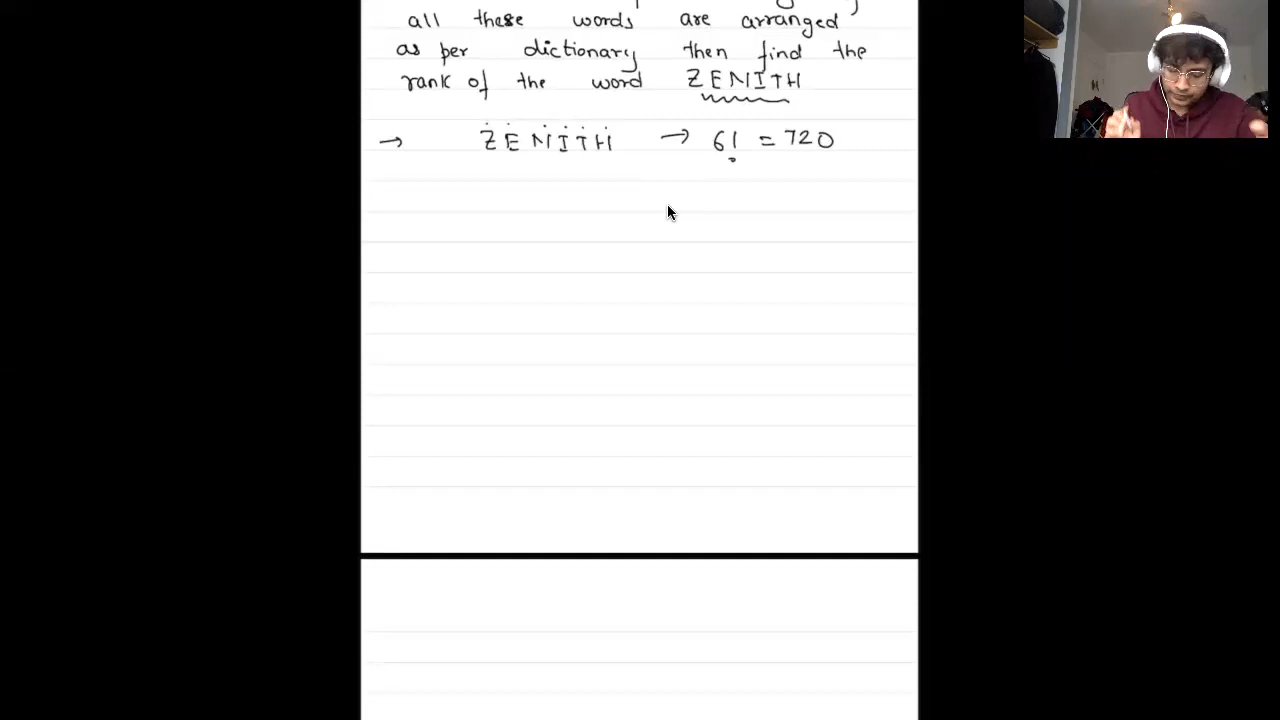 all these words are arranged
as per dictionary then find the
rank of the word ZENITH
→ ZENITH → 6! = 720